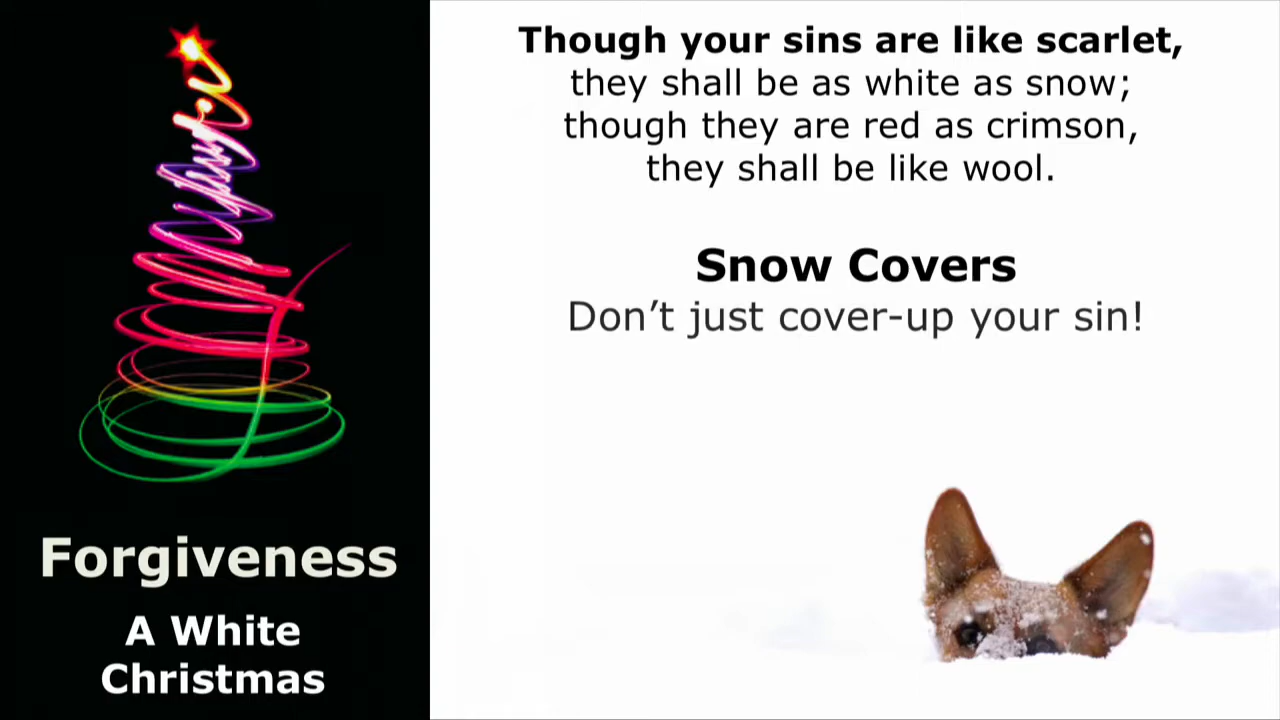 Though your sins are like scarlet,
they shall be as white as snow;
though they are red as crimson,
they shall be like wool.
Snow Covers
Don’t just cover-up your sin!
Forgiveness
A White
Christmas